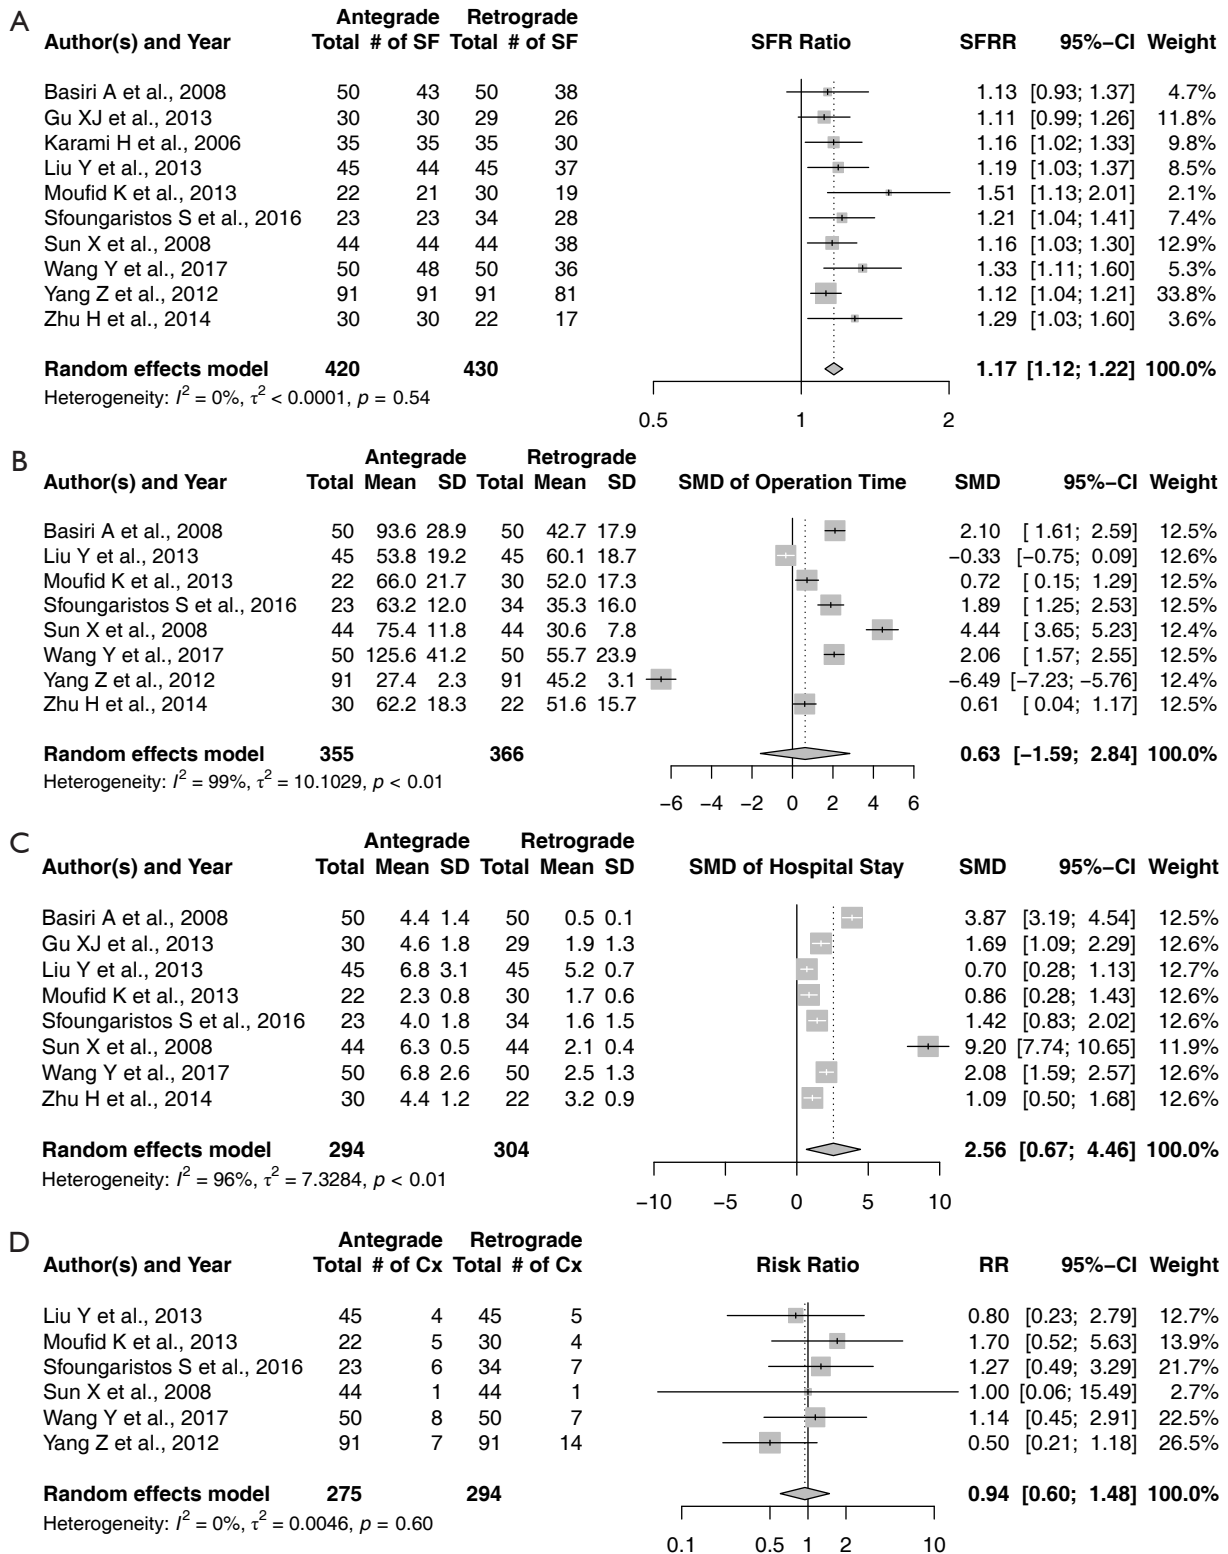 A
Antegrade Retrograde
Author(s) and Year Total # of SF Total # of SF SFR Ratio SFRR 95%−CI Weight
Basiri A et al., 2008 50 43 50 38 1.13 [0.93; 1.37] 4.7%
Gu XJ et al., 2013 30 30 29 26 1.11 [0.99; 1.26] 11.8%
Karami H et al., 2006 35 35 35 30 1.16 [1.02; 1.33] 9.8%
Liu Y et al., 2013 45 44 45 37 1.19 [1.03; 1.37] 8.5%
Moufid K et al., 2013 22 21 30 19 1.51 [1.13; 2.01] 2.1%
Sfoungaristos S et al., 2016 23 23 34 28 1.21 [1.04; 1.41] 7.4%
Sun X et al., 2008 44 44 44 38 1.16 [1.03; 1.30] 12.9%
Wang Y et al., 2017 50 48 50 36 1.33 [1.11; 1.60] 5.3%
Yang Z et al., 2012 91 91 91 81 1.12 [1.04; 1.21] 33.8%
Zhu H et al., 2014 30 30 22 17 1.29 [1.03; 1.60] 3.6%
Random effects model 420 430 1.17 [1.12; 1.22] 100.0%
Heterogeneity: I² = 0%, τ² < 0.0001, p = 0.54
0.5 1 2
B
Antegrade Retrograde
Author(s) and Year Total Mean SD Total Mean SD SMD of Operation Time SMD 95%−CI Weight
Basiri A et al., 2008 50 93.6 28.9 50 42.7 17.9 2.10 [ 1.61; 2.59] 12.5%
Liu Y et al., 2013 45 53.8 19.2 45 60.1 18.7 −0.33 [−0.75; 0.09] 12.6%
Moufid K et al., 2013 22 66.0 21.7 30 52.0 17.3 0.72 [ 0.15; 1.29] 12.5%
Sfoungaristos S et al., 2016 23 63.2 12.0 34 35.3 16.0 1.89 [ 1.25; 2.53] 12.5%
Sun X et al., 2008 44 75.4 11.8 44 30.6 7.8 4.44 [ 3.65; 5.23] 12.4%
Wang Y et al., 2017 50 125.6 41.2 50 55.7 23.9 2.06 [ 1.57; 2.55] 12.5%
Yang Z et al., 2012 91 27.4 2.3 91 45.2 3.1 −6.49 [−7.23; −5.76] 12.4%
Zhu H et al., 2014 30 62.2 18.3 22 51.6 15.7 0.61 [ 0.04; 1.17] 12.5%
Random effects model 355 366 0.63 [−1.59; 2.84] 100.0%
Heterogeneity: I² = 99%, τ² = 10.1029, p < 0.01
−6 −4 −2 0 2 4 6
C
Antegrade Retrograde
Author(s) and Year Total Mean SD Total Mean SD SMD of Hospital Stay SMD 95%−CI Weight
Basiri A et al., 2008 50 4.4 1.4 50 0.5 0.1 3.87 [3.19; 4.54] 12.5%
Gu XJ et al., 2013 30 4.6 1.8 29 1.9 1.3 1.69 [1.09; 2.29] 12.6%
Liu Y et al., 2013 45 6.8 3.1 45 5.2 0.7 0.70 [0.28; 1.13] 12.7%
Moufid K et al., 2013 22 2.3 0.8 30 1.7 0.6 0.86 [0.28; 1.43] 12.6%
Sfoungaristos S et al., 2016 23 4.0 1.8 34 1.6 1.5 1.42 [0.83; 2.02] 12.6%
Sun X et al., 2008 44 6.3 0.5 44 2.1 0.4 9.20 [7.74; 10.65] 11.9%
Wang Y et al., 2017 50 6.8 2.6 50 2.5 1.3 2.08 [1.59; 2.57] 12.6%
Zhu H et al., 2014 30 4.4 1.2 22 3.2 0.9 1.09 [0.50; 1.68] 12.6%
Random effects model 294 304 2.56 [0.67; 4.46] 100.0%
Heterogeneity: I² = 96%, τ² = 7.3284, p < 0.01
−10 −5 0 5 10
D
Antegrade Retrograde
Author(s) and Year Total # of Cx Total # of Cx Risk Ratio RR 95%−CI Weight
Liu Y et al., 2013 45 4 45 5 0.80 [0.23; 2.79] 12.7%
Moufid K et al., 2013 22 5 30 4 1.70 [0.52; 5.63] 13.9%
Sfoungaristos S et al., 2016 23 6 34 7 1.27 [0.49; 3.29] 21.7%
Sun X et al., 2008 44 1 44 1 1.00 [0.06; 15.49] 2.7%
Wang Y et al., 2017 50 8 50 7 1.14 [0.45; 2.91] 22.5%
Yang Z et al., 2012 91 7 91 14 0.50 [0.21; 1.18] 26.5%
Random effects model 275 294 0.94 [0.60; 1.48] 100.0%
Heterogeneity: I² = 0%, τ² = 0.0046, p = 0.60
0.1 0.5 1 2 10